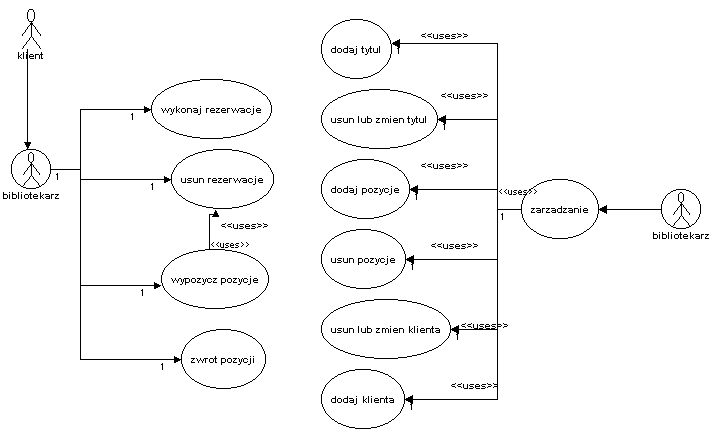 klient
bibliotekarz
1
1
wykonaj rezerwacje
1
usun rezerwacje
<<uses>>
<<uses>>
1
wypozycz pozycje
1
zwrot pozycji
dodaj tytul
1
<<uses>>
usun lub zmien tytul
1
<<uses>>
dodaj pozycje
1
<<uses>>
usun pozycje
1
<<uses>>
usun lub zmien klienta
1
<<uses>>
dodaj klienta
1
<<uses>>
<<uses>>
1
zarzadzanie
bibliotekarz